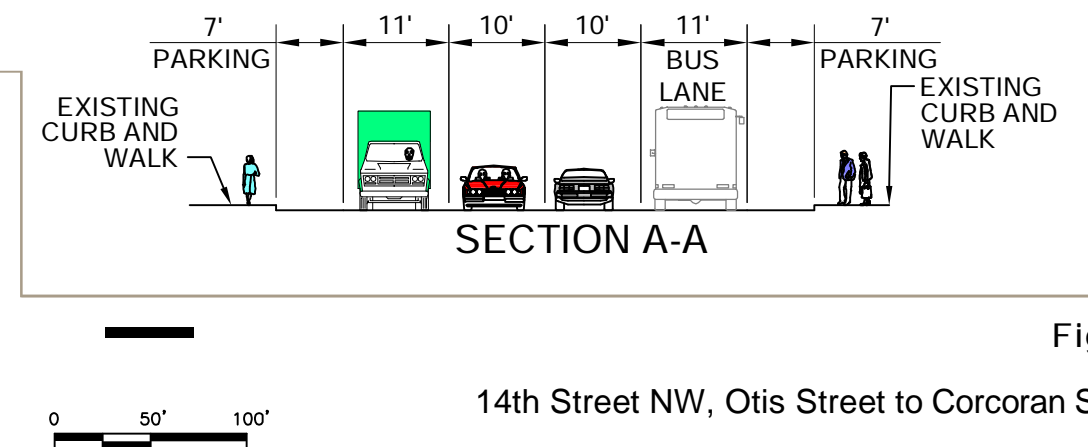 7' 11' 10' 10' 11' 7'
PARKING BUS PARKING
LANE
EXISTING
CURB AND
WALK
EXISTING
CURB AND
WALK
SECTION A-A
Fig
14th Street NW, Otis Street to Corcoran S
0 50' 100'